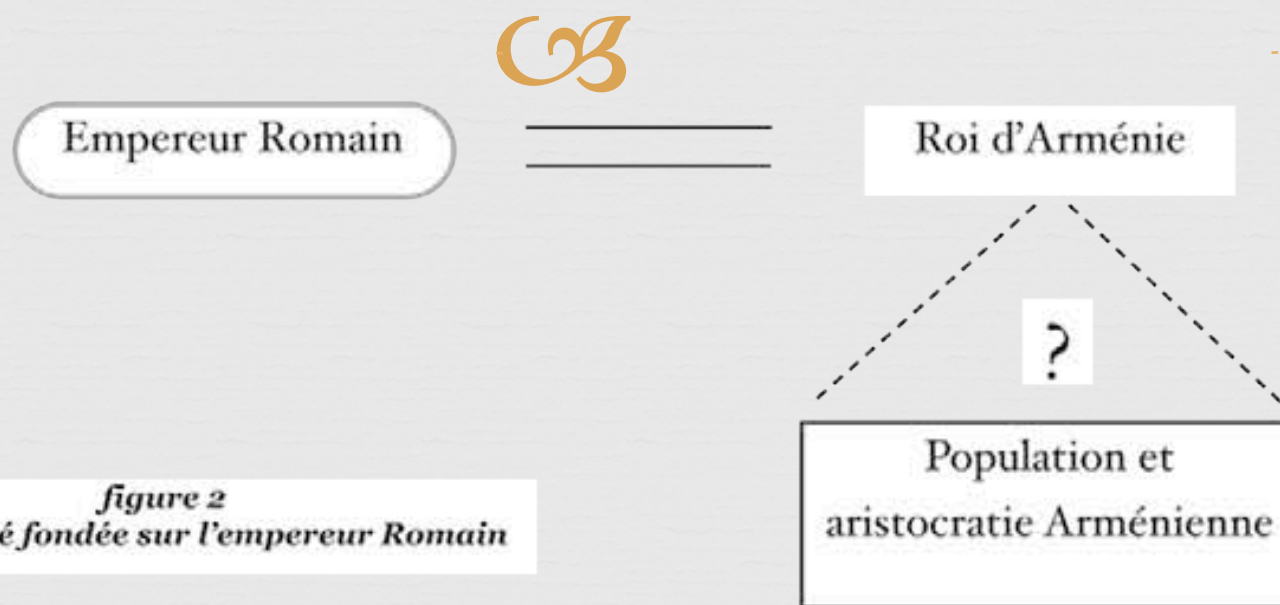 Empereur Romain
Roi d'Arménie
?
Population et
aristocratie Arménienne
figure 2
é fondée sur l'empereur Romain